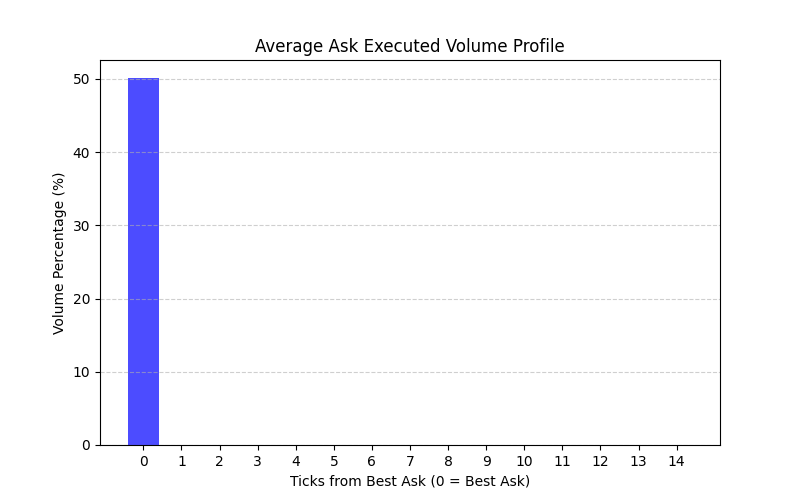 Average Ask Executed Volume Profile
Volume Percentage (%)
50
40
30
20
10
0
0 1 2 3 4 5 6 7 8 9 10 11 12 13 14
Ticks from Best Ask (0 = Best Ask)